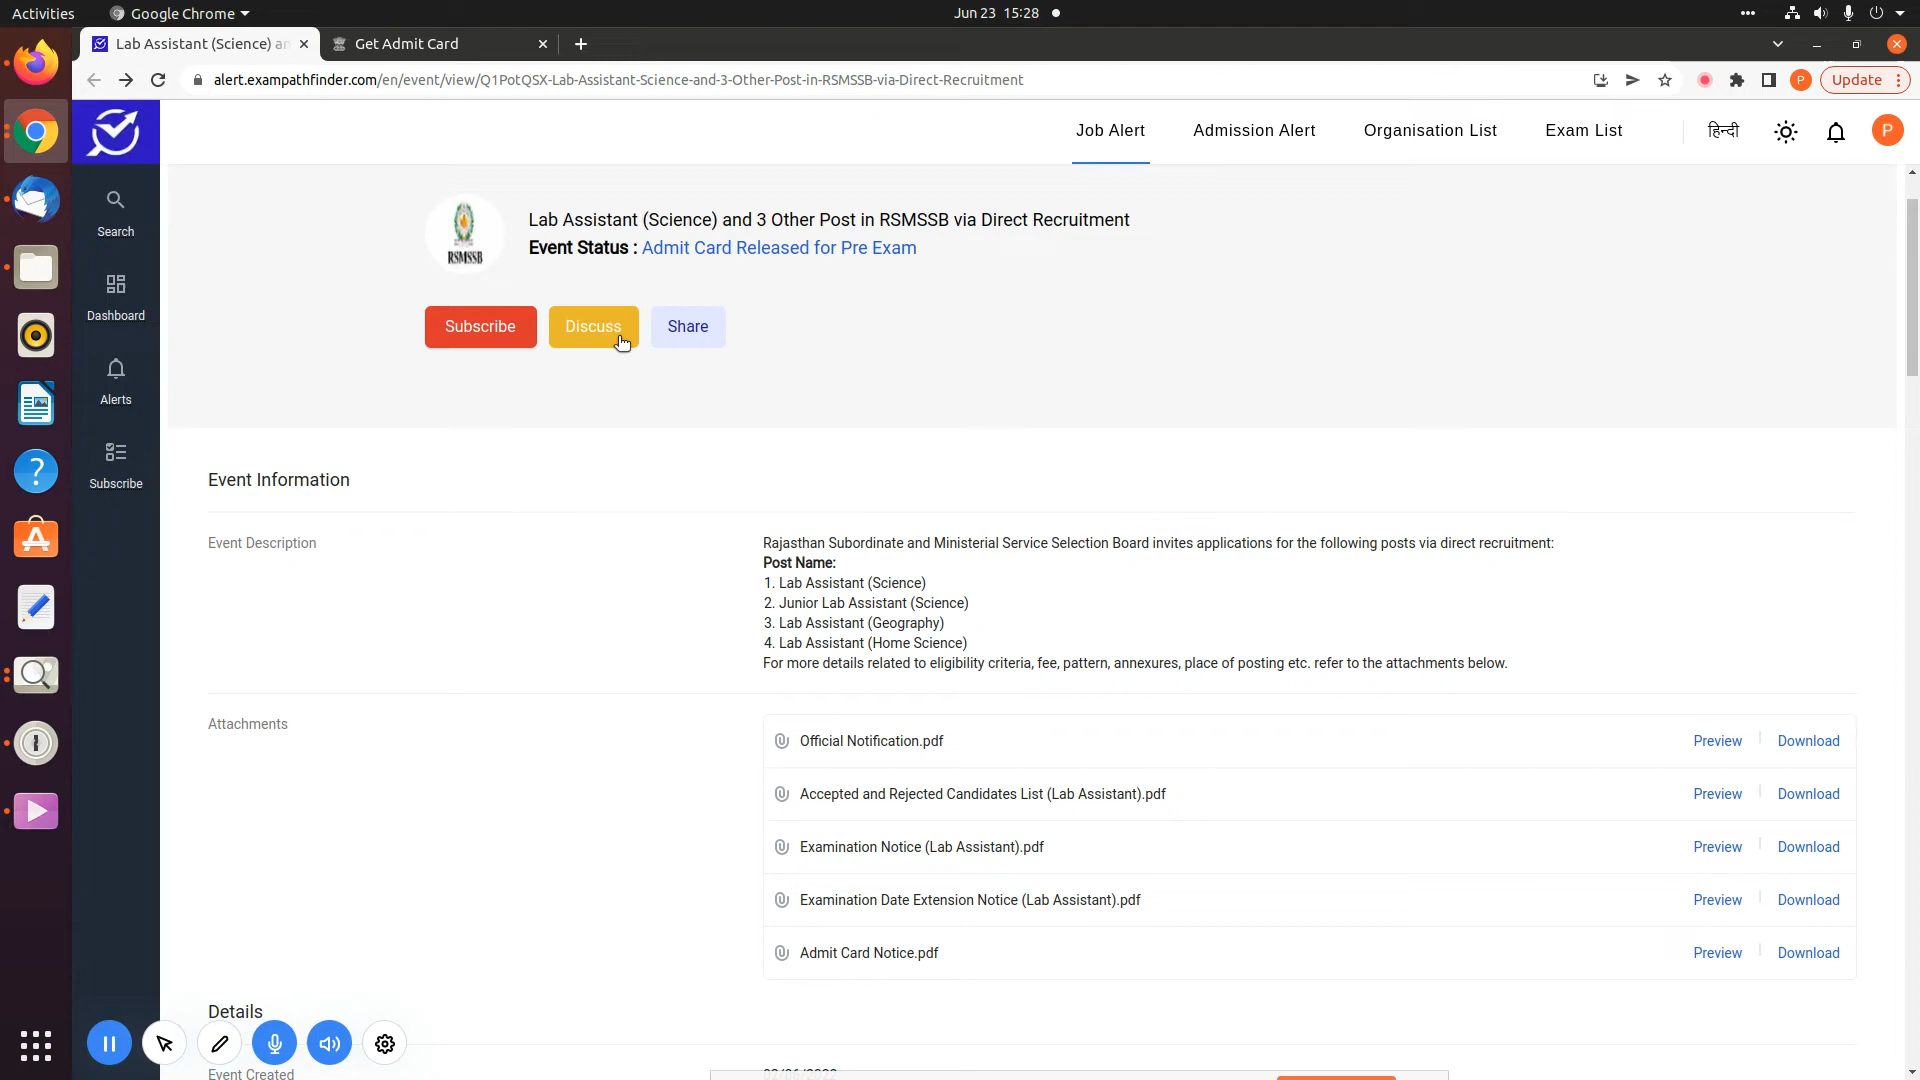 Activities
Google Chrome
Jun 23 15:28
Lab Assistant (Science) an
Get Admit Card
alert.exampathfinder.com/en/event/view/Q1PotQSX-Lab-Assistant-Science-and-3-Other-Post-in-RSMSSB-via-Direct-Recruitment
P
Update
Job Alert
Admission Alert
Organisation List
Exam List
हिन्दी
P
Search
Dashboard
Alerts
Subscribe
RSMSSB
Lab Assistant (Science) and 3 Other Post in RSMSSB via Direct Recruitment
Event Status : Admit Card Released for Pre Exam
Subscribe
Discuss
Share
Event Information
Event Description
Rajasthan Subordinate and Ministerial Service Selection Board invites applications for the following posts via direct recruitment:
Post Name:
1. Lab Assistant (Science)
2. Junior Lab Assistant (Science)
3. Lab Assistant (Geography)
4. Lab Assistant (Home Science)
For more details related to eligibility criteria, fee, pattern, annexures, place of posting etc. refer to the attachments below.
Attachments
Official Notification.pdf Preview Download
Accepted and Rejected Candidates List (Lab Assistant).pdf Preview Download
Examination Notice (Lab Assistant).pdf Preview Download
Examination Date Extension Notice (Lab Assistant).pdf Preview Download
Admit Card Notice.pdf Preview Download
Details
Event Created
02/06/2022